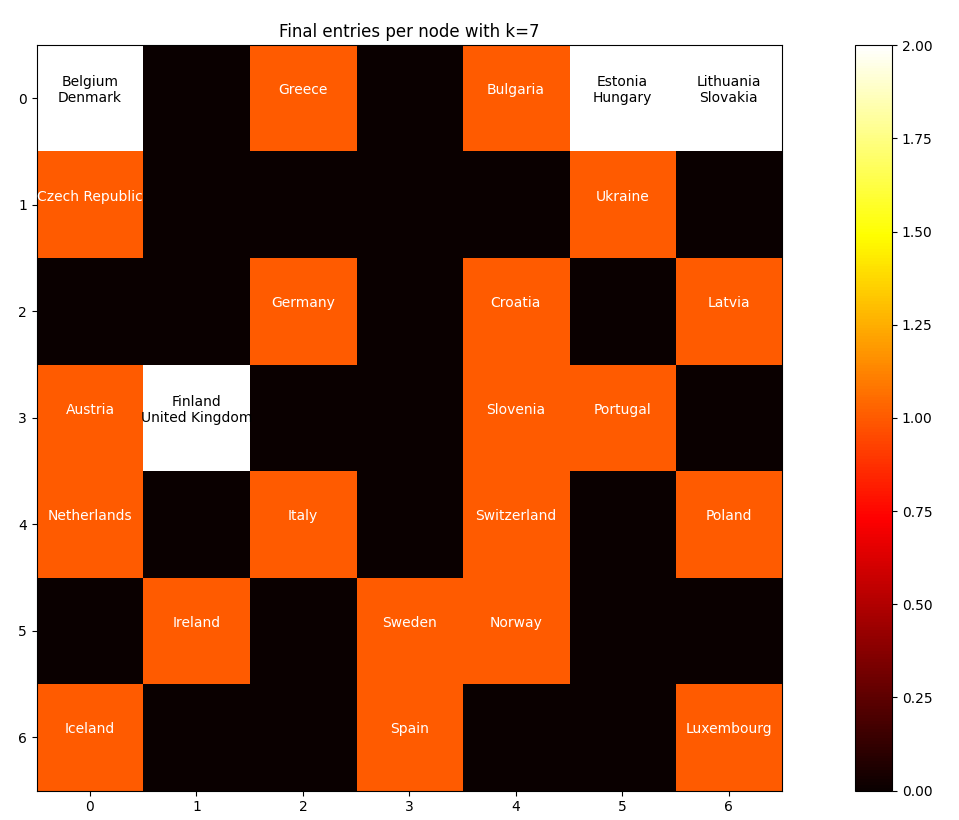 Final entries per node with k=7
Belgium
Denmark
Greece
Bulgaria
Estonia
Hungary
Lithuania
Slovakia
2.00
0
1.75
Czech Republic
Ukraine
1
1.50
Germany
Croatia
Latvia
2
1.25
Austria
Finland
United Kingdom
Slovenia
Portugal
3
1.00
Netherlands
Italy
Switzerland
Poland
4
0.75
Ireland
Sweden
Norway
5
0.50
Iceland
Spain
Luxembourg
6
0.25
0.00
0 1 2 3 4 5 6